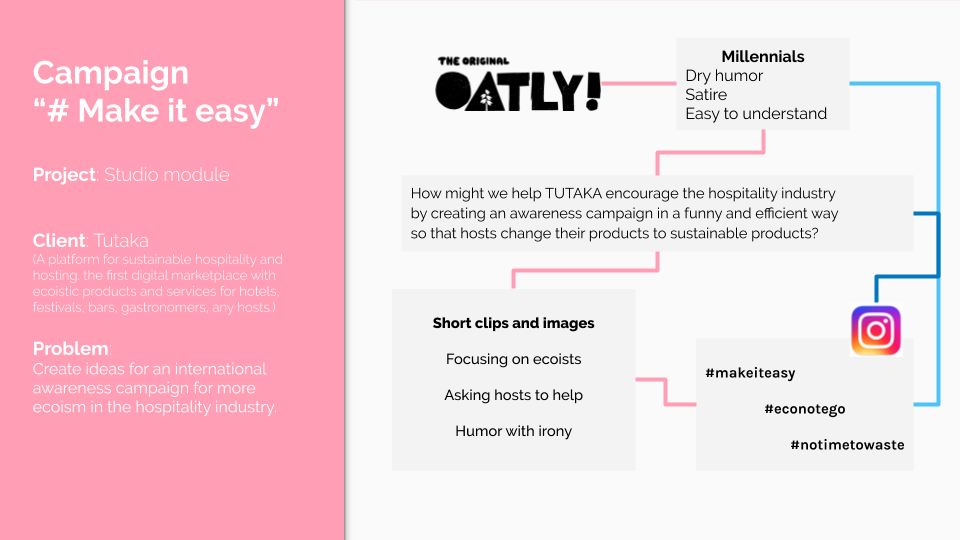 Campaign
“# Make it easy”
Project: Studio module
Client: Tutaka
(A platform for sustainable hospitality and
hosting. the first digital marketplace with
ecoistic products and services for hotels,
festivals, bars, gastronomers, any hosts.)
Problem:
Create ideas for an international
awareness campaign for more
ecoism in the hospitality industry.
THE ORIGINAL
OATLY!
Millennials
Dry humor
Satire
Easy to understand
How might we help TUTAKA encourage the hospitality industry
by creating an awareness campaign in a funny and efficient way
so that hosts change their products to sustainable products?
Short clips and images
Focusing on ecoists
Asking hosts to help
Humor with irony
#makeiteasy
#econotego
#notimetowaste